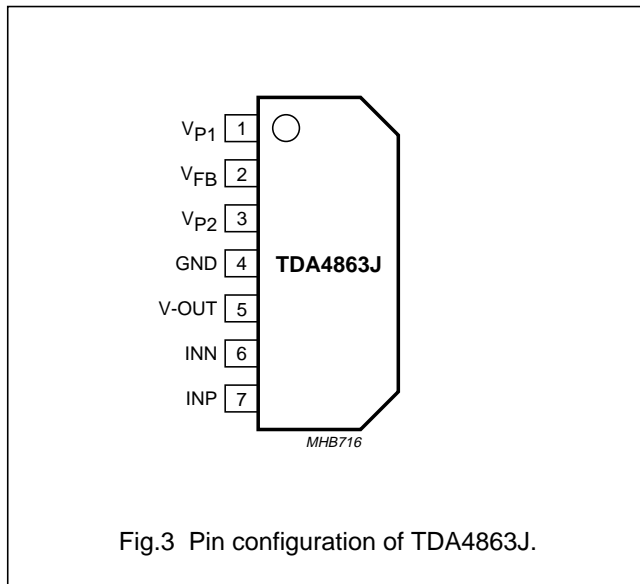 VP1 1
VFB 2
VP2 3
GND 4
TDA4863J
V-OUT 5
INN 6
INP 7
MHB716
Fig.3 Pin configuration of TDA4863J.